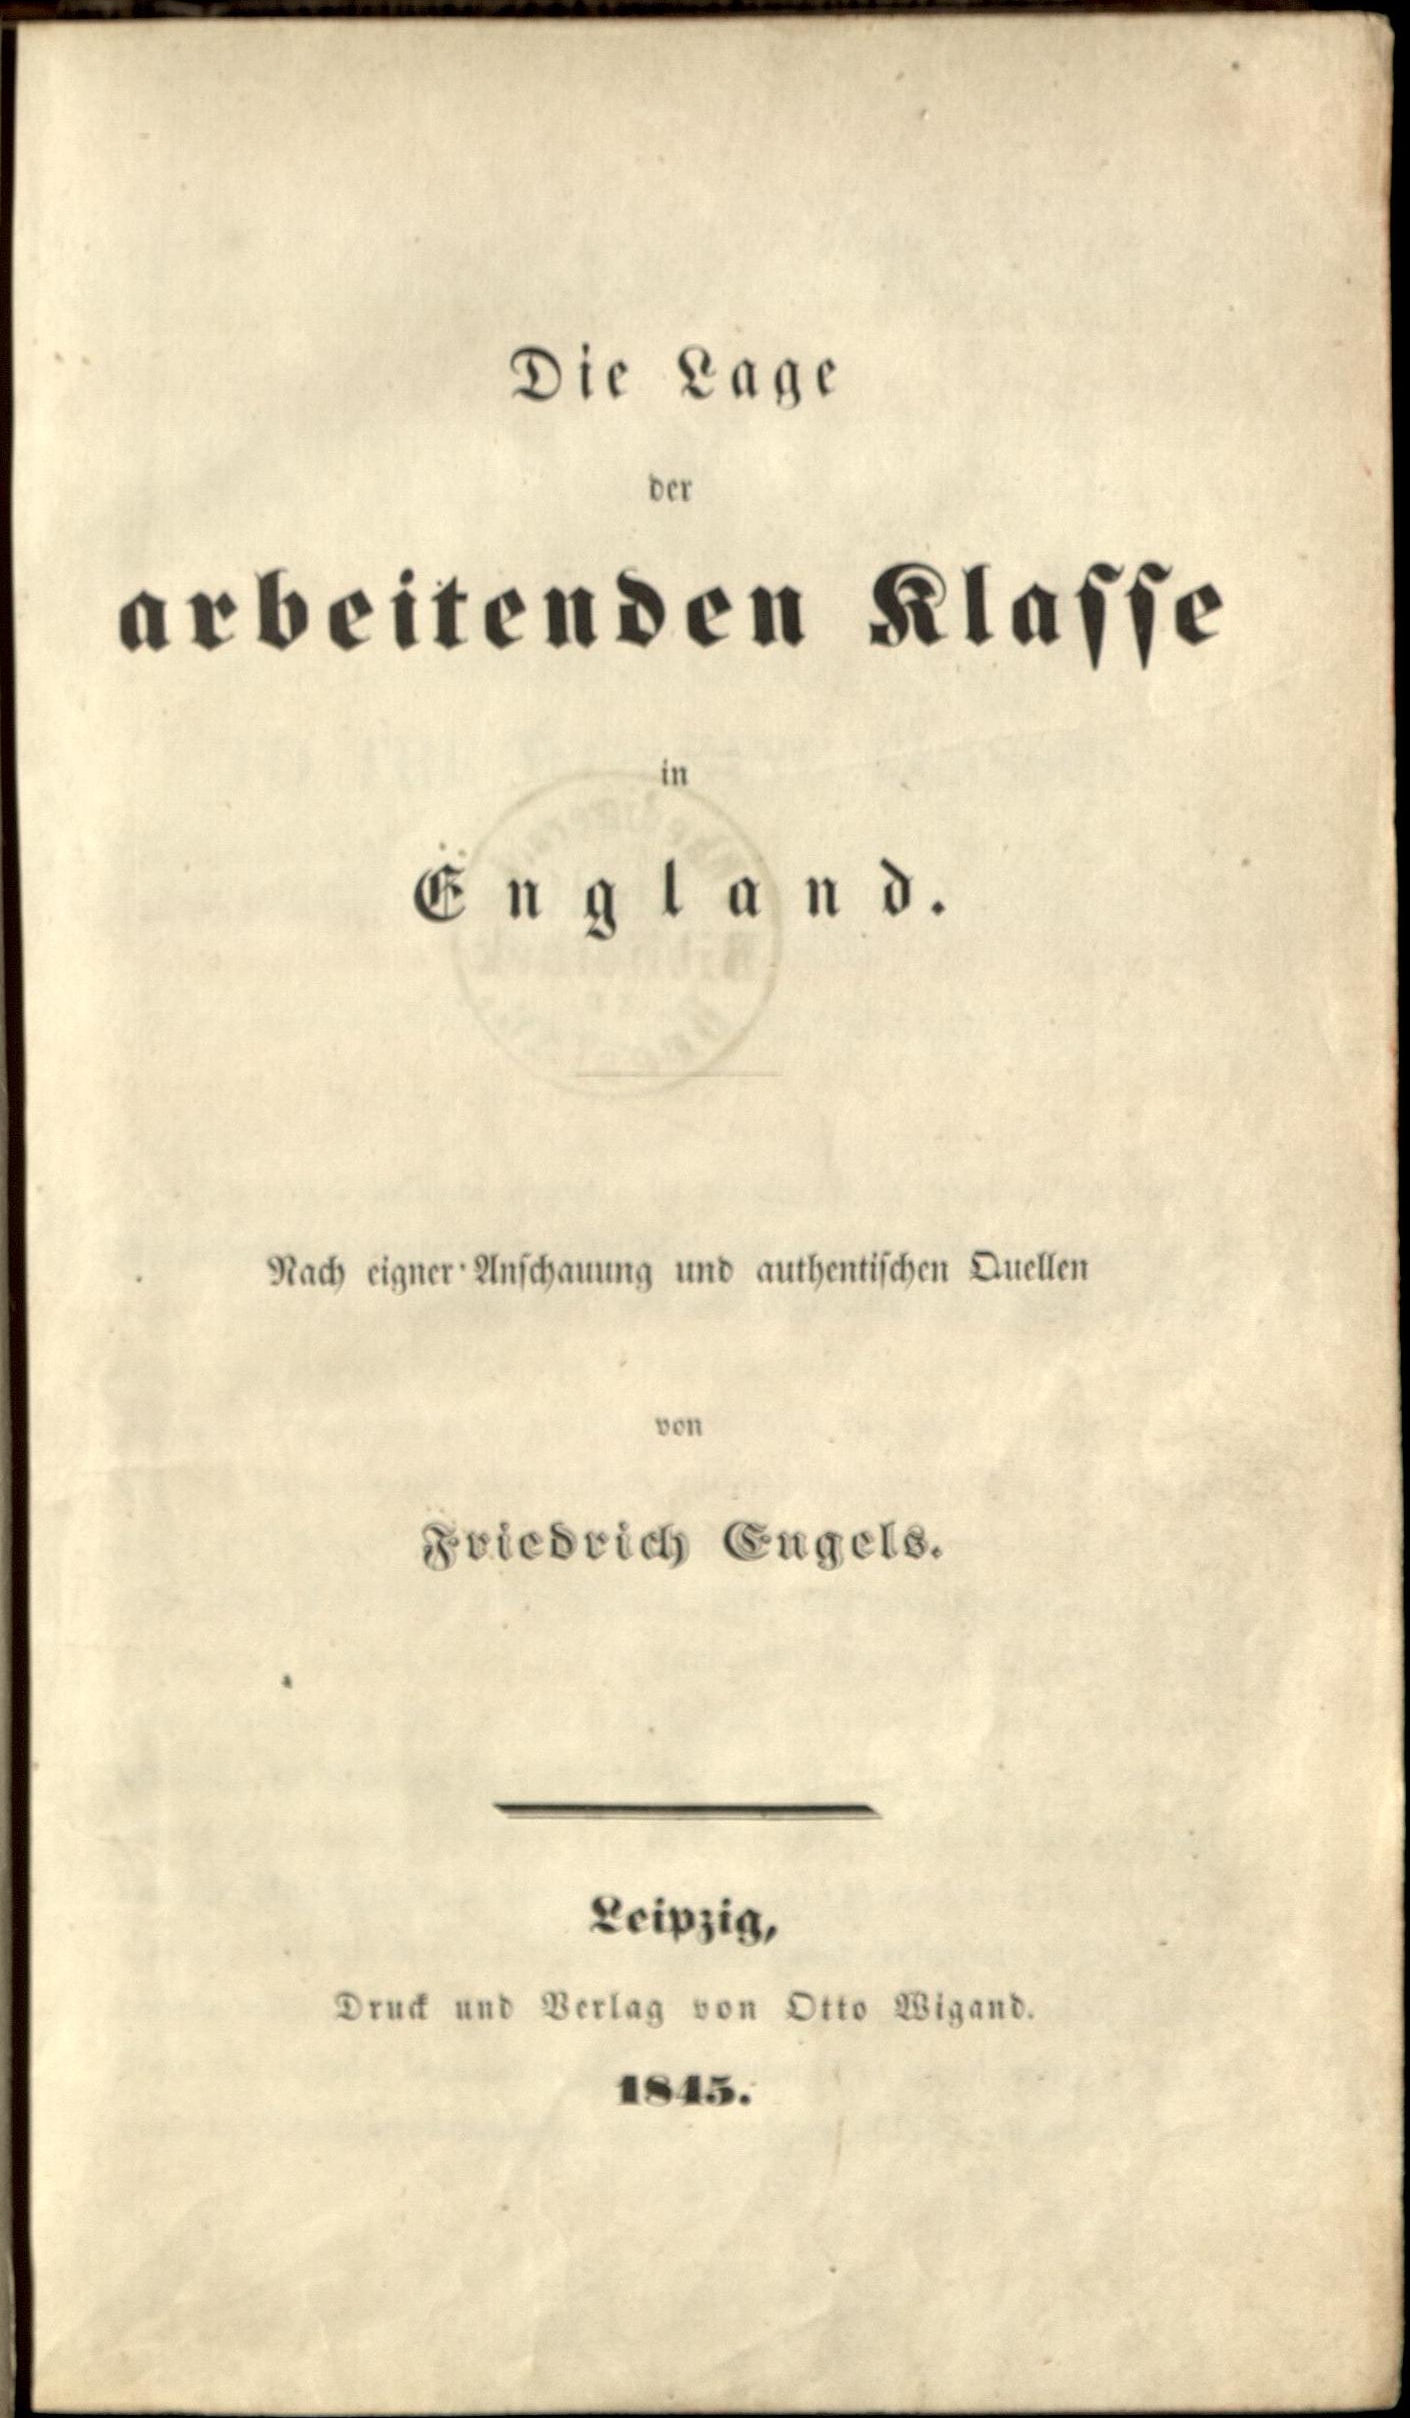 Die Lage
der
arbeitenden Klaſſe
in
England.
Nach eigner Anſchauung und authentiſchen Quellen
von
Friedrich Engels.
Leipzig,
Druck und Verlag von Otto Wigand.
1845.